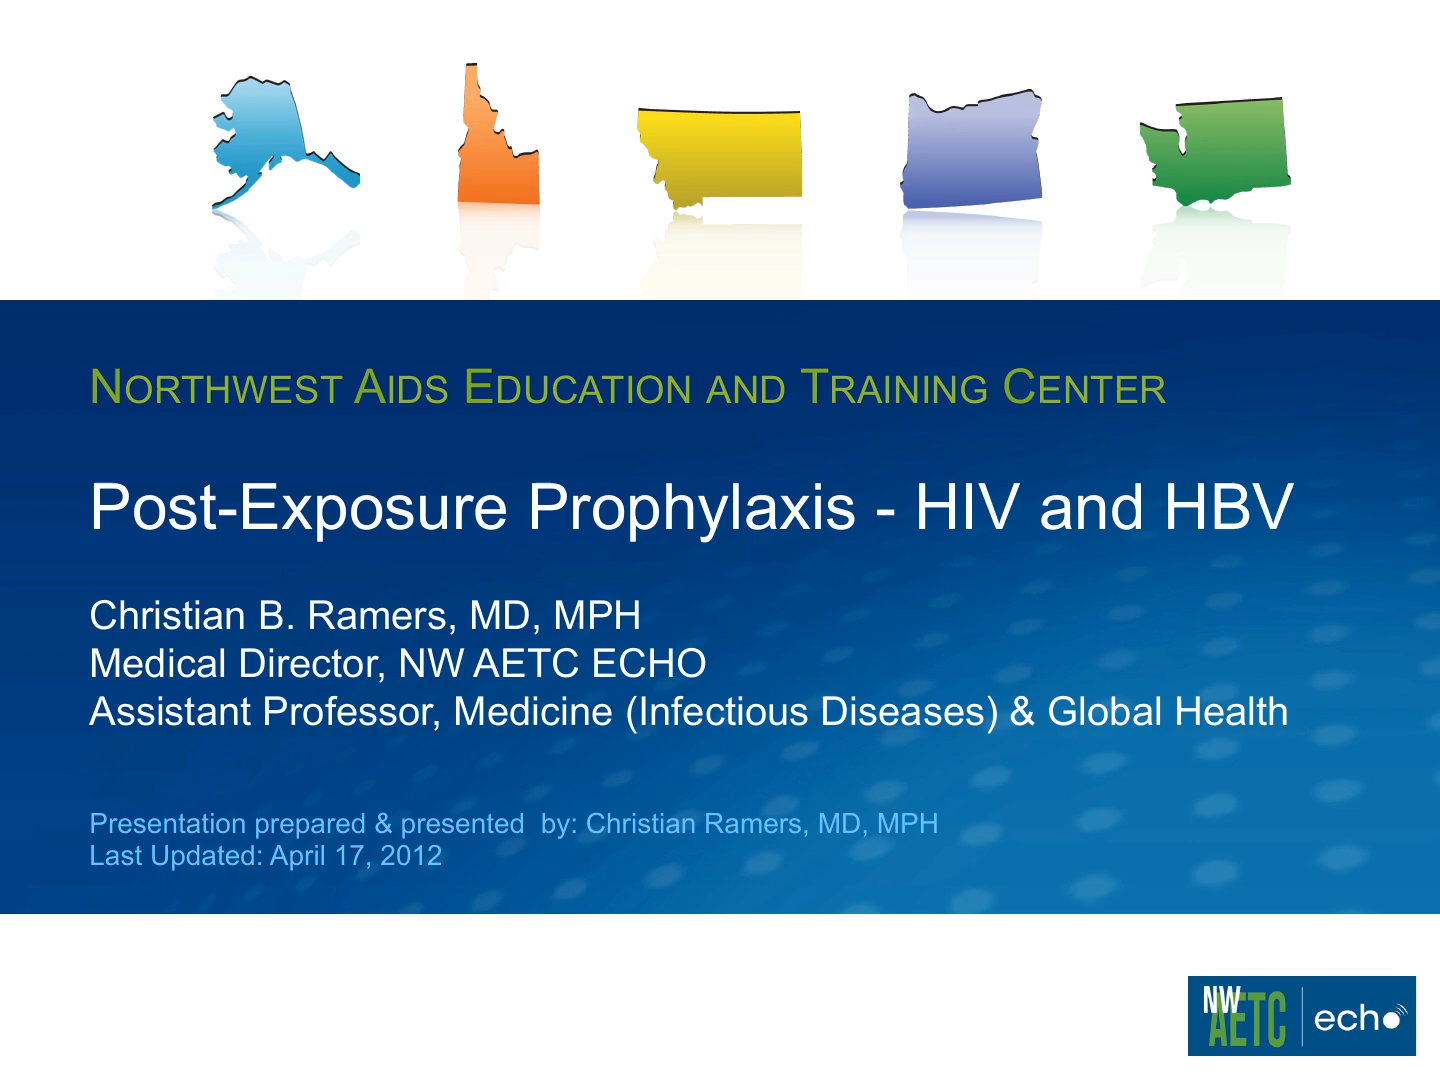 NORTHWEST AIDS EDUCATION AND TRAINING CENTER
Post-Exposure Prophylaxis - HIV and HBV
Christian B. Ramers, MD, MPH
Medical Director, NW AETC ECHO
Assistant Professor, Medicine (Infectious Diseases) & Global Health
Presentation prepared & presented by: Christian Ramers, MD, MPH
Last Updated: April 17, 2012
NW AETC echo